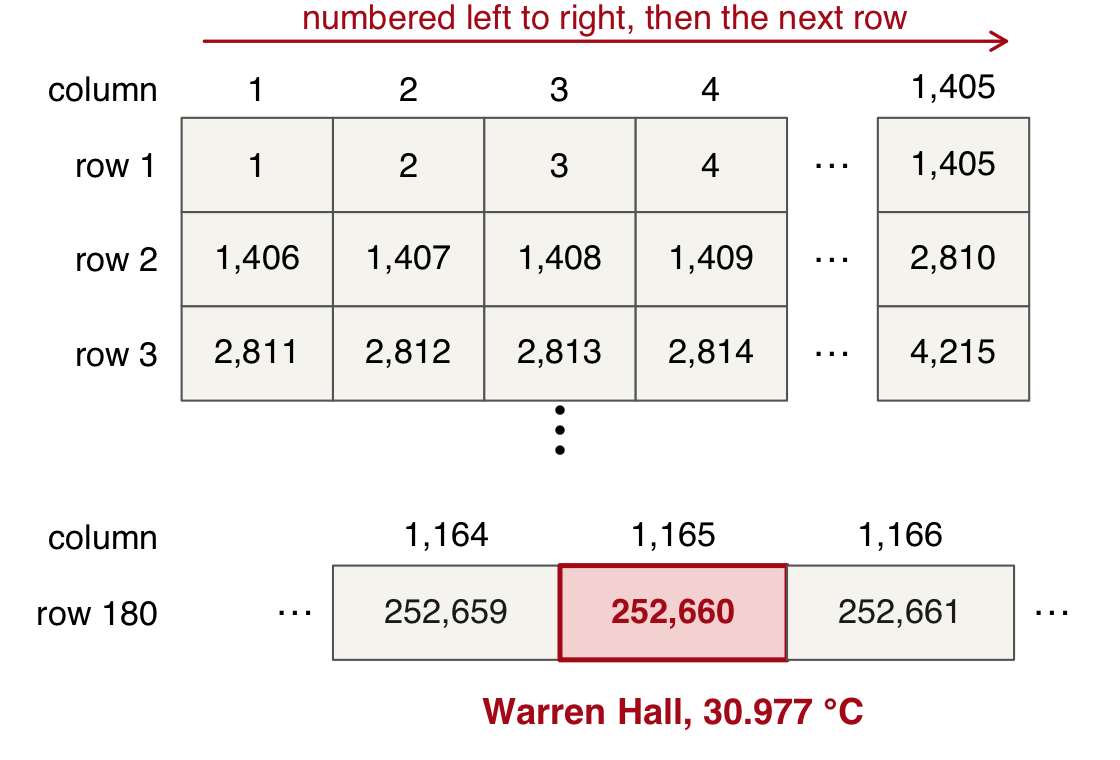 numbered left to right, then the next row
column 1 2 3 4 1,405
row 1 1 2 3 4 ... 1,405
row 2 1,406 1,407 1,408 1,409 ... 2,810
row 3 2,811 2,812 2,813 2,814 ... 4,215
column 1,164 1,165 1,166
row 180 ... 252,659 252,660 252,661 ...
Warren Hall, 30.977 °C